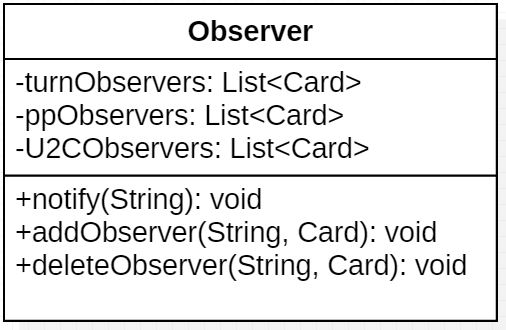 Observer
-turnObservers: List<Card>
-ppObservers: List<Card>
-U2CObservers: List<Card>
+notify(String): void
+addObserver(String, Card): void
+deleteObserver(String, Card): void